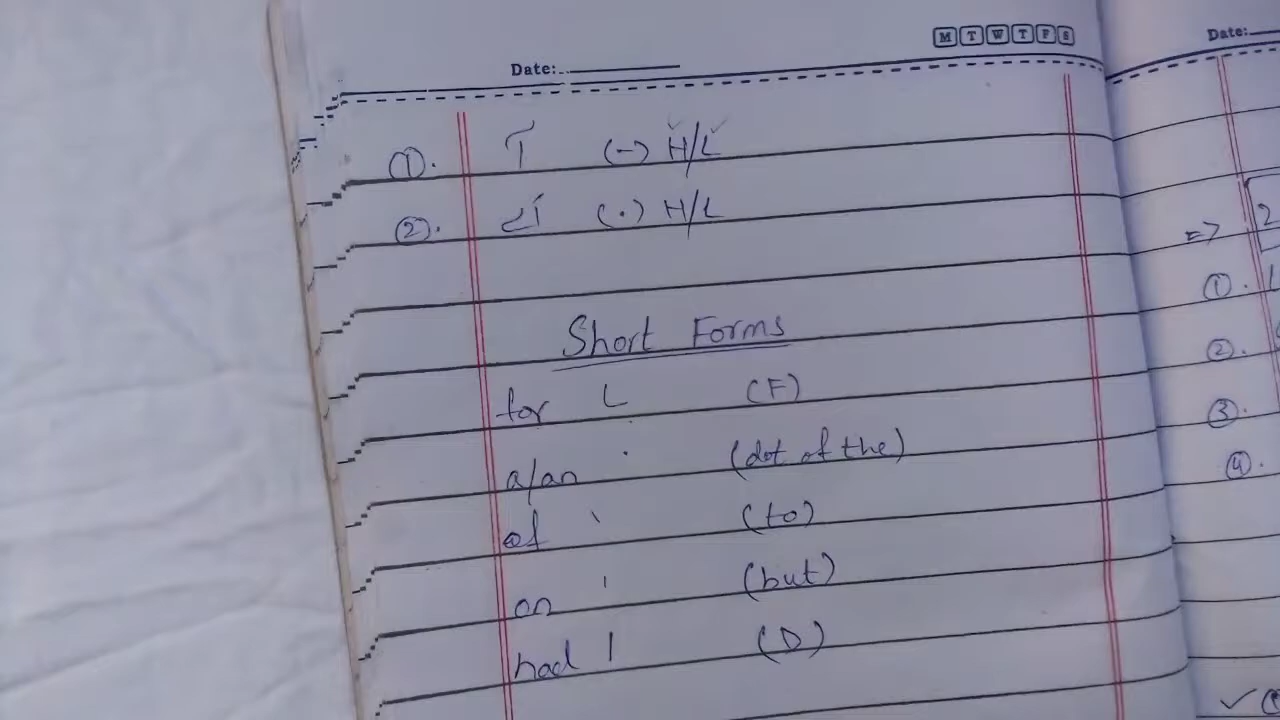 M T W T F S
Date:
①. (-) H/L
②. (.) H/L
Short Forms
for (F)
a/an (dot of the)
of (to)
on (but)
had (D)
Date:
=> 2
①.
②.
③.
④.